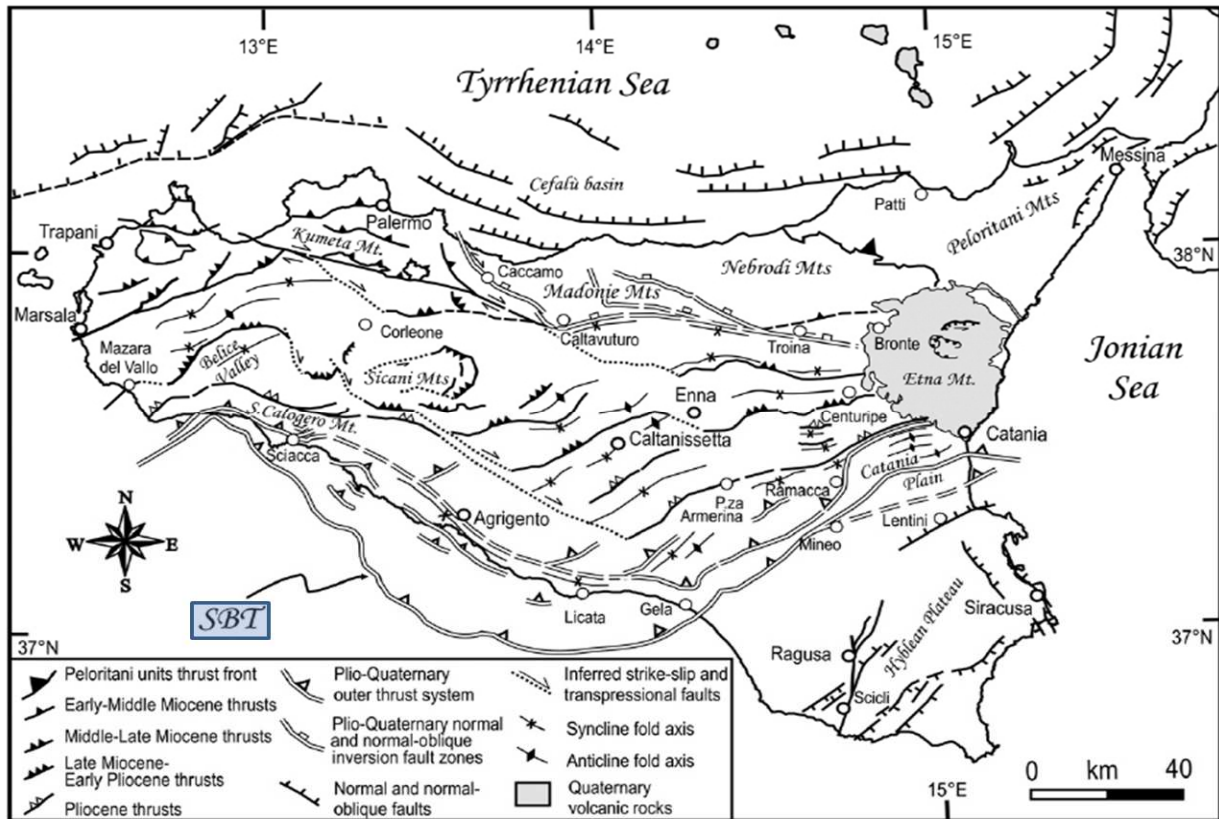 13°E
14°E
15°E
Tyrrhenian Sea
Messina
Cefalù basin
Patti
Peloritani Mts
Trapani
Palermo
Kumeta Mt.
38°N
Nebrodi Mts
Caccamo
Madonie Mts
Marsala
Corleone
Caltavuturo
Troina
Bronte
Jonian
Sea
Mazara
del Vallo
Belice
Valley
Sicani Mts
Etna Mt.
Enna
Centuripe
S.Calogero Mt.
Caltanissetta
Catania
Sciacca
Catania
Plain
Ramacca
P.za
Armerina
N
W E
S
Agrigento
Mineo
Lentini
SBT
Licata
Gela
Siracusa
37°N
37°N
Hyblean Plateau
Ragusa
Scicli
Peloritani units thrust front
Early-Middle Miocene thrusts
Middle-Late Miocene thrusts
Late Miocene-
Early Pliocene thrusts
Pliocene thrusts
Plio-Quaternary
outer thrust system
Plio-Quaternary normal
and normal-oblique
inversion fault zones
Normal and normal-
oblique faults
Inferred strike-slip and
transpressional faults
Syncline fold axis
Anticline fold axis
Quaternary
volcanic rocks
0 km 40
15°E